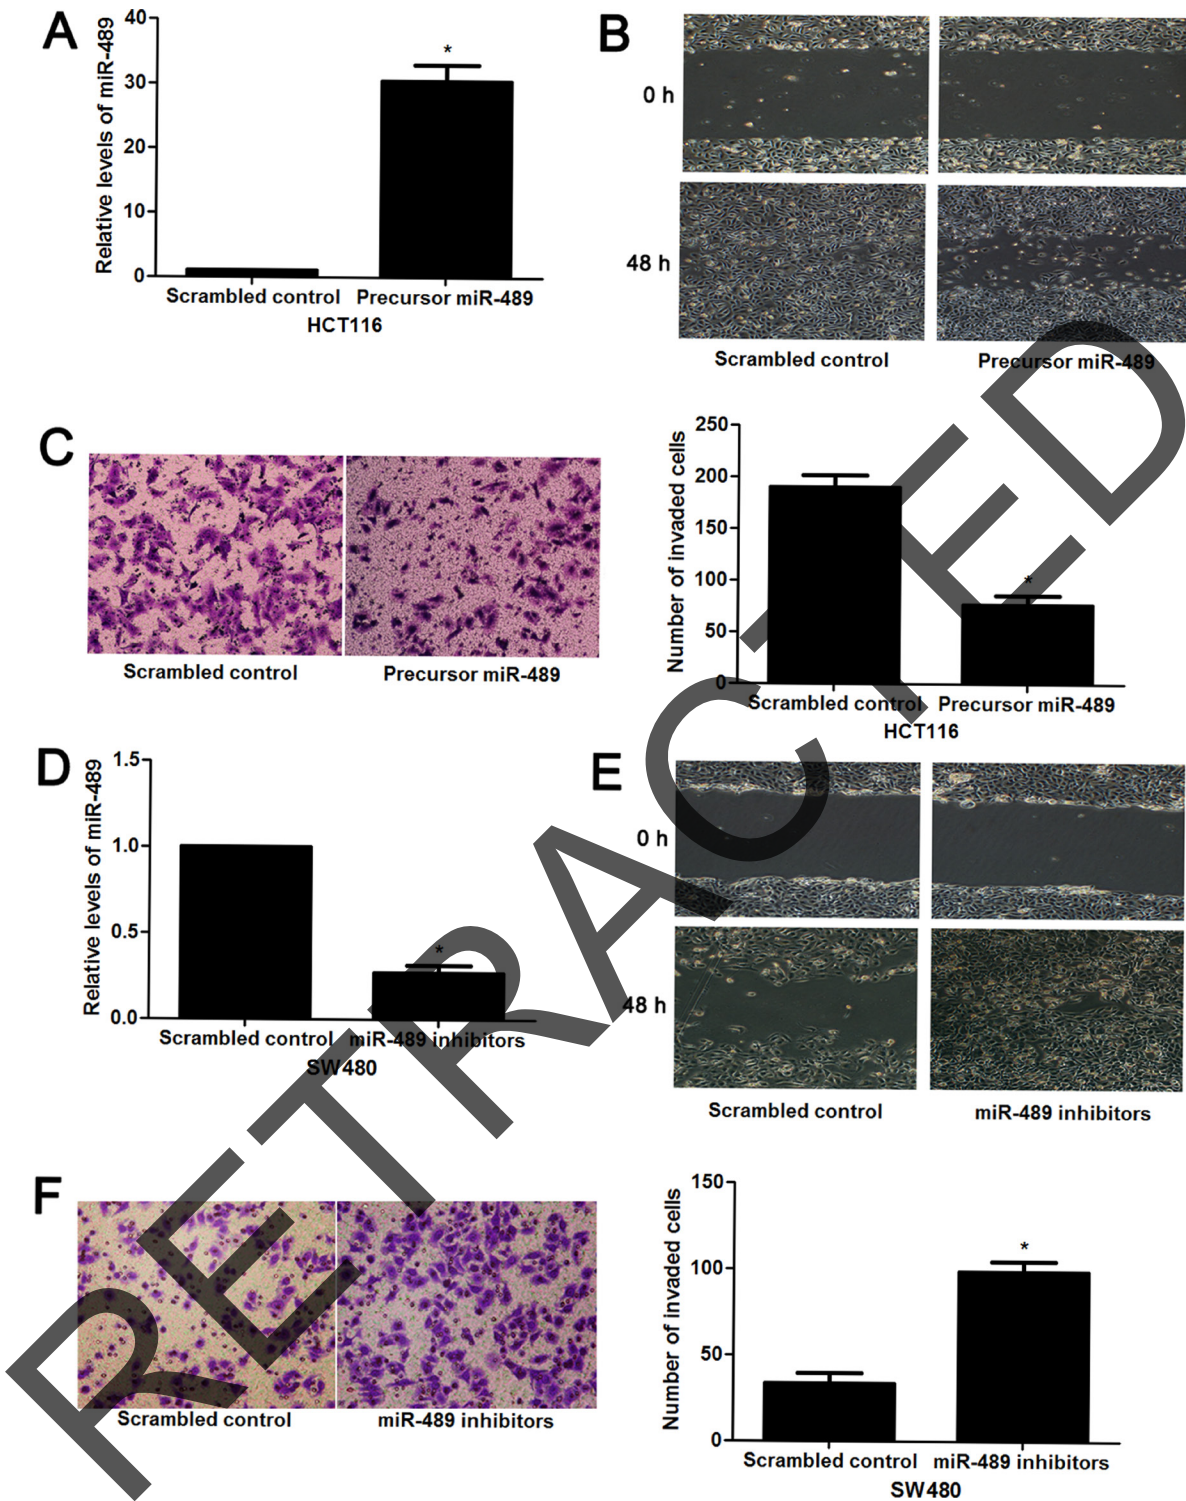 A
Relative levels of miR-489
40
30
20
10
0
*
Scrambled control Precursor miR-489
HCT116
B
0 h
48 h
Scrambled control Precursor miR-489
C
Scrambled control Precursor miR-489
Number of invaded cells
250
200
150
100
50
0
*
Scrambled control Precursor miR-489
HCT116
D
Relative levels of miR-489
1.5
1.0
0.5
0.0
*
Scrambled control miR-489 inhibitors
SW480
E
0 h
48 h
Scrambled control miR-489 inhibitors
F
Scrambled control miR-489 inhibitors
Number of invaded cells
150
100
50
0
*
Scrambled control miR-489 inhibitors
SW480
RETRACTED